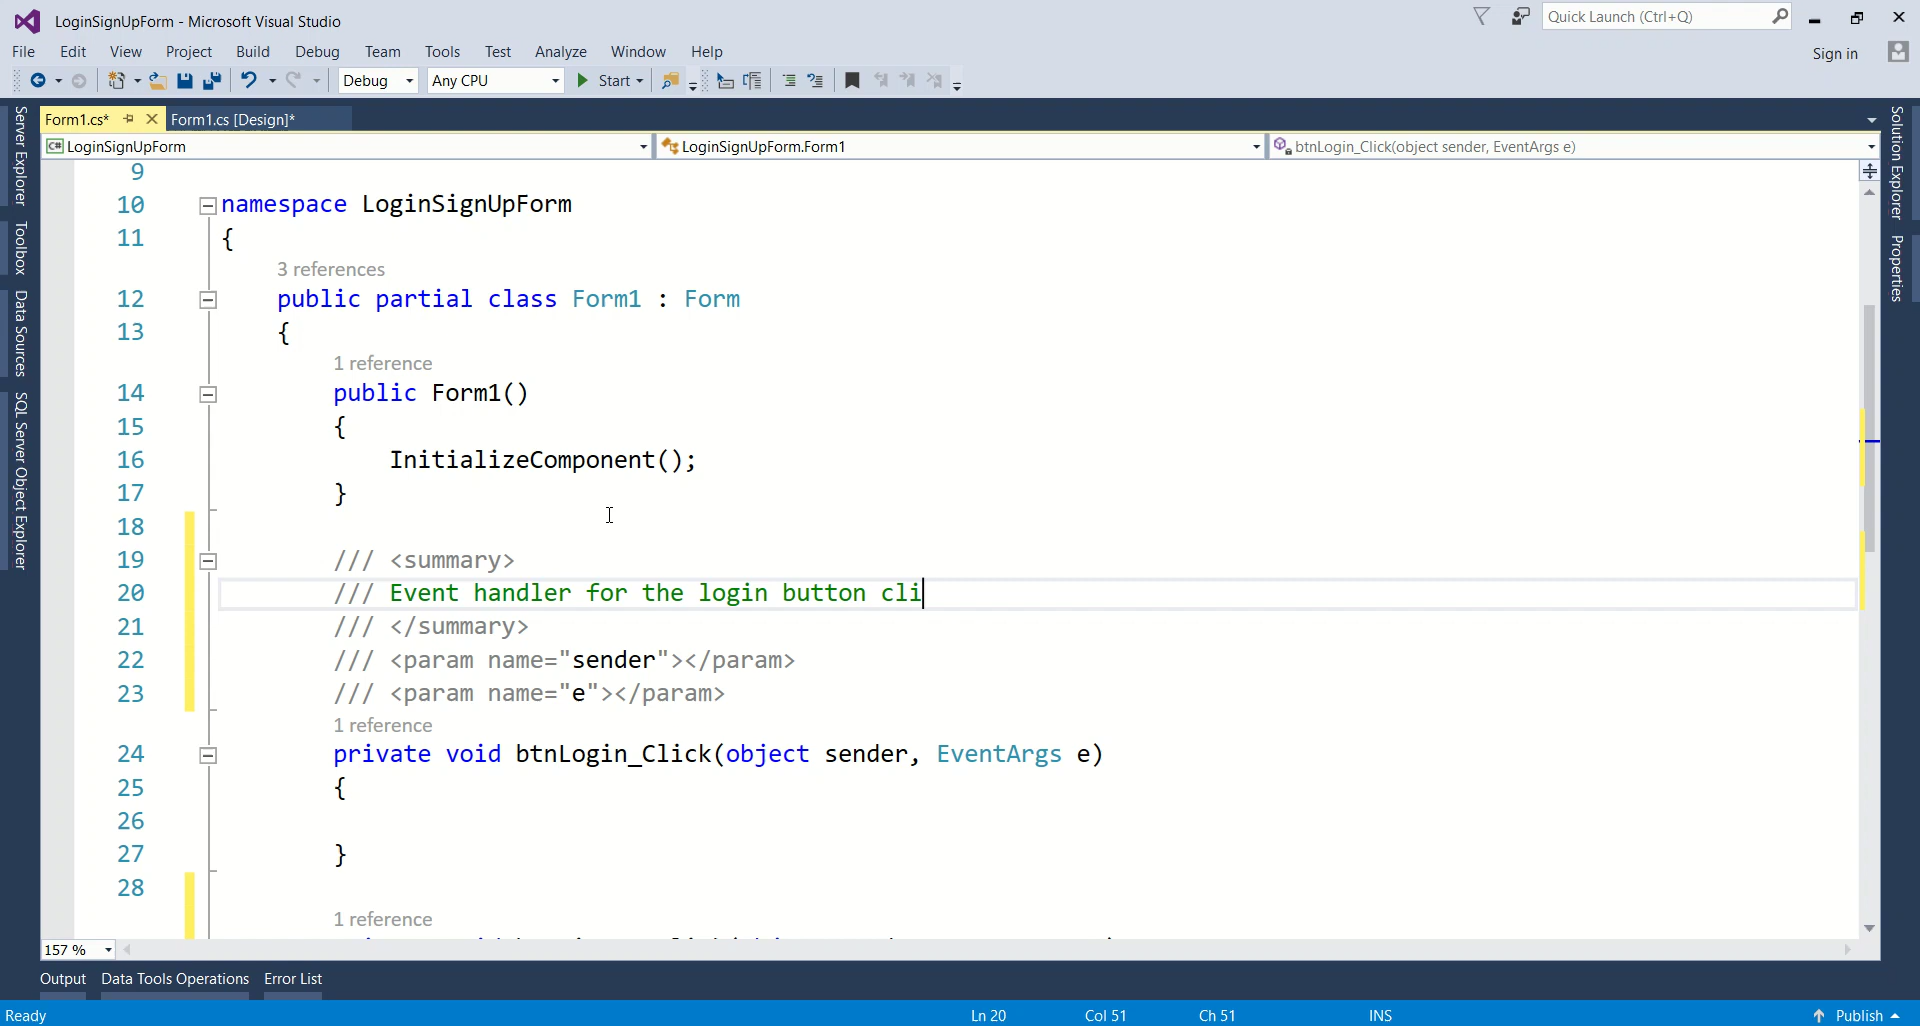 LoginSignUpForm - Microsoft Visual Studio
Quick Launch (Ctrl+Q)
File Edit View Project Build Debug Team Tools Test Analyze Window Help
Sign in
Debug Any CPU Start
Form1.cs* Form1.cs [Design]*
C# LoginSignUpForm LoginSignUpForm.Form1 btnLogin_Click(object sender, EventArgs e)
Server Explorer
Toolbox
Data Sources
SQL Server Object Explorer
Solution Explorer
Properties
9
10 namespace LoginSignUpForm
11 {
3 references
12 public partial class Form1 : Form
13 {
1 reference
14 public Form1()
15 {
16 InitializeComponent();
17 }
18
19 /// <summary>
20 /// Event handler for the login button cli
21 /// </summary>
22 /// <param name="sender"></param>
23 /// <param name="e"></param>
1 reference
24 private void btnLogin_Click(object sender, EventArgs e)
25 {
26
27 }
28
1 reference
157 %
Output Data Tools Operations Error List
Ready Ln 20 Col 51 Ch 51 INS Publish